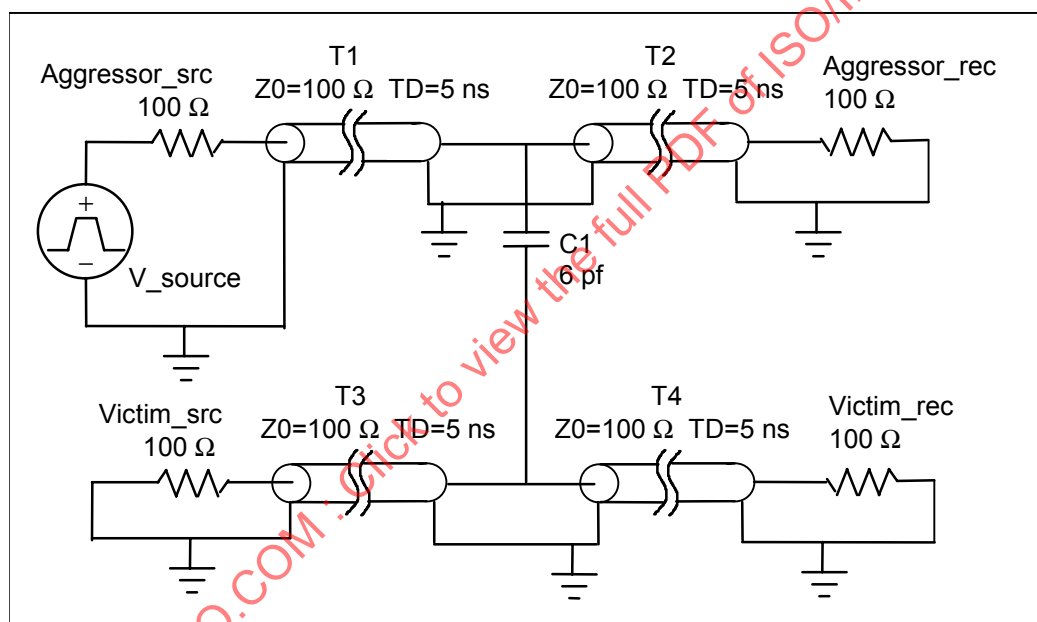 T1
Z0=100 Ω TD=5 ns
T2
Z0=100 Ω TD=5 ns
Aggressor_src
100 Ω
Aggressor_rec
100 Ω
+
−
V_source
C1
6 pf
T3
Z0=100 Ω TD=5 ns
T4
Z0=100 Ω TD=5 ns
Victim_src
100 Ω
Victim_rec
100 Ω
O.COM : Click to view the full PDF of ISO/